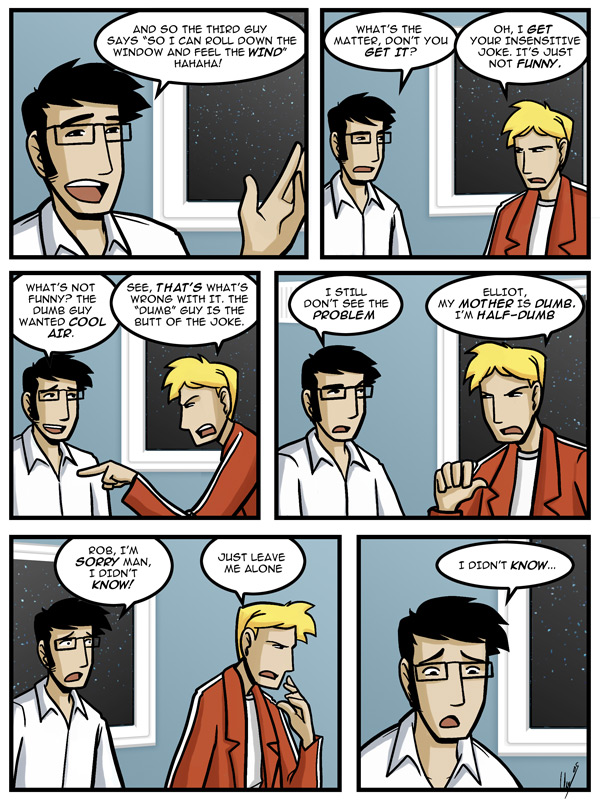 AND SO THE THIRD GUY
SAYS "SO I CAN ROLL DOWN THE
WINDOW AND FEEL THE WIND"
HAHAHA!
WHAT'S THE
MATTER, DON'T YOU
GET IT?
OH, I GET
YOUR INSENSITIVE
JOKE. IT'S JUST
NOT FUNNY.
WHAT'S NOT
FUNNY? THE
DUMB GUY
WANTED COOL
AIR.
SEE, THAT'S WHAT'S
WRONG WITH IT. THE
"DUMB" GUY IS THE
BUTT OF THE JOKE.
I STILL
DON'T SEE THE
PROBLEM
ELLIOT,
MY MOTHER IS DUMB.
I'M HALF-DUMB
ROB, I'M
SORRY MAN,
I DIDN'T
KNOW!
JUST LEAVE
ME ALONE
I DIDN'T KNOW...